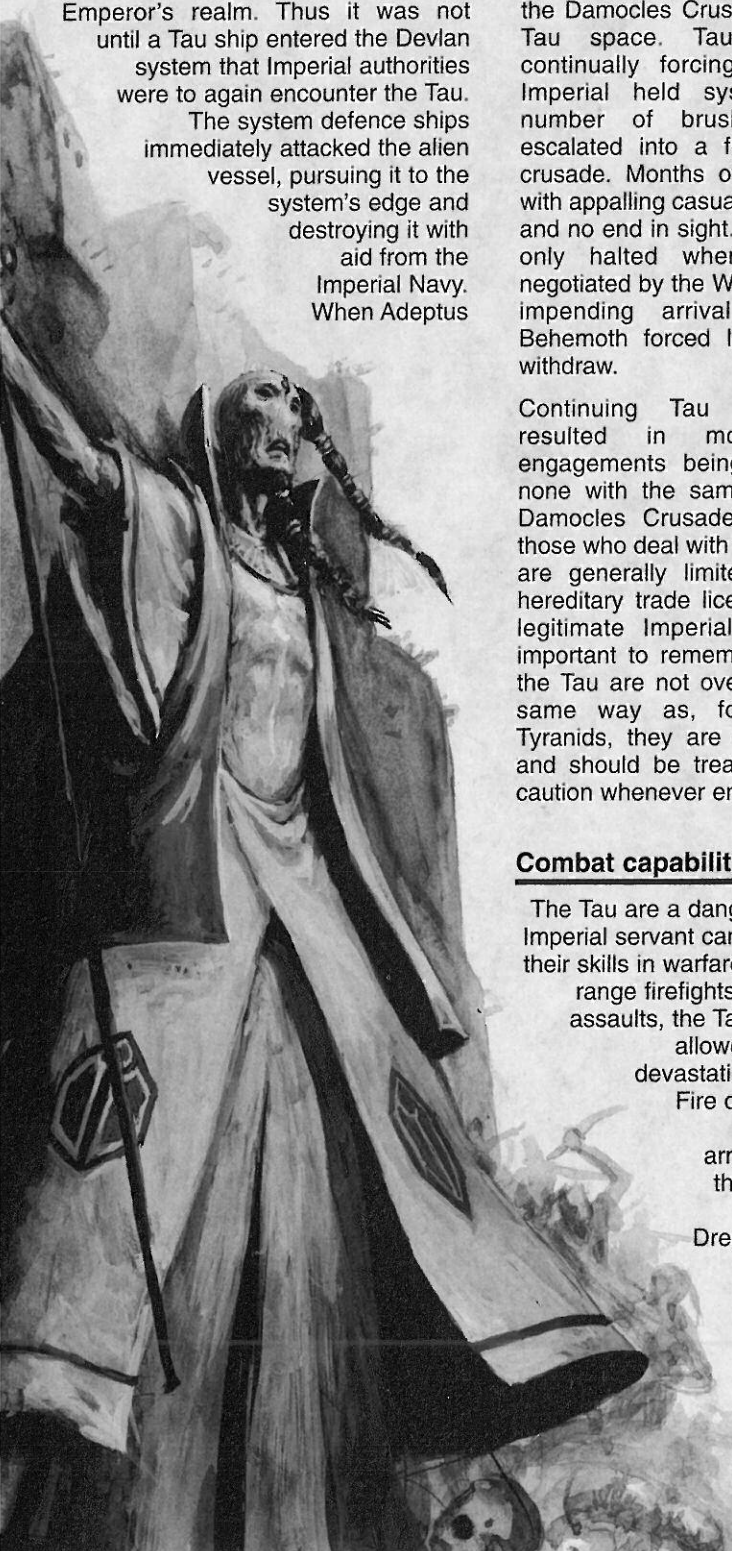 Emperor's realm. Thus it was not
until a Tau ship entered the Devlan
system that Imperial authorities
were to again encounter the Tau.
The system defence ships
immediately attacked the alien
vessel, pursuing it to the
system's edge and
destroying it with
aid from the
Imperial Navy.
When Adeptus
the Damocles Crus
Tau space. Tau
continually forcing
Imperial held sys
number of brus
escalated into a f
crusade. Months o
with appalling casua
and no end in sight.
only halted when
negotiated by the W
impending arrival
Behemoth forced I
withdraw.
Continuing Tau
resulted in mo
engagements being
none with the sam
Damocles Crusade
those who deal with
are generally limite
hereditary trade lice
legitimate Imperial
important to remem
the Tau are not ove
same way as, fo
Tyranids, they are
and should be trea
caution whenever en
Combat capabilit
The Tau are a dang
Imperial servant car
their skills in warfare
range firefights
assaults, the Ta
allowe
devastati
Fire o
arr
th
Dre